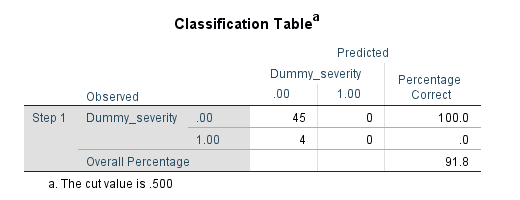 Classification Tableᵃ
Predicted
Dummy_severity Percentage Correct
Observed .00 1.00
Step 1 Dummy_severity .00 45 0 100.0
1.00 4 0 .0
Overall Percentage 91.8
a. The cut value is .500